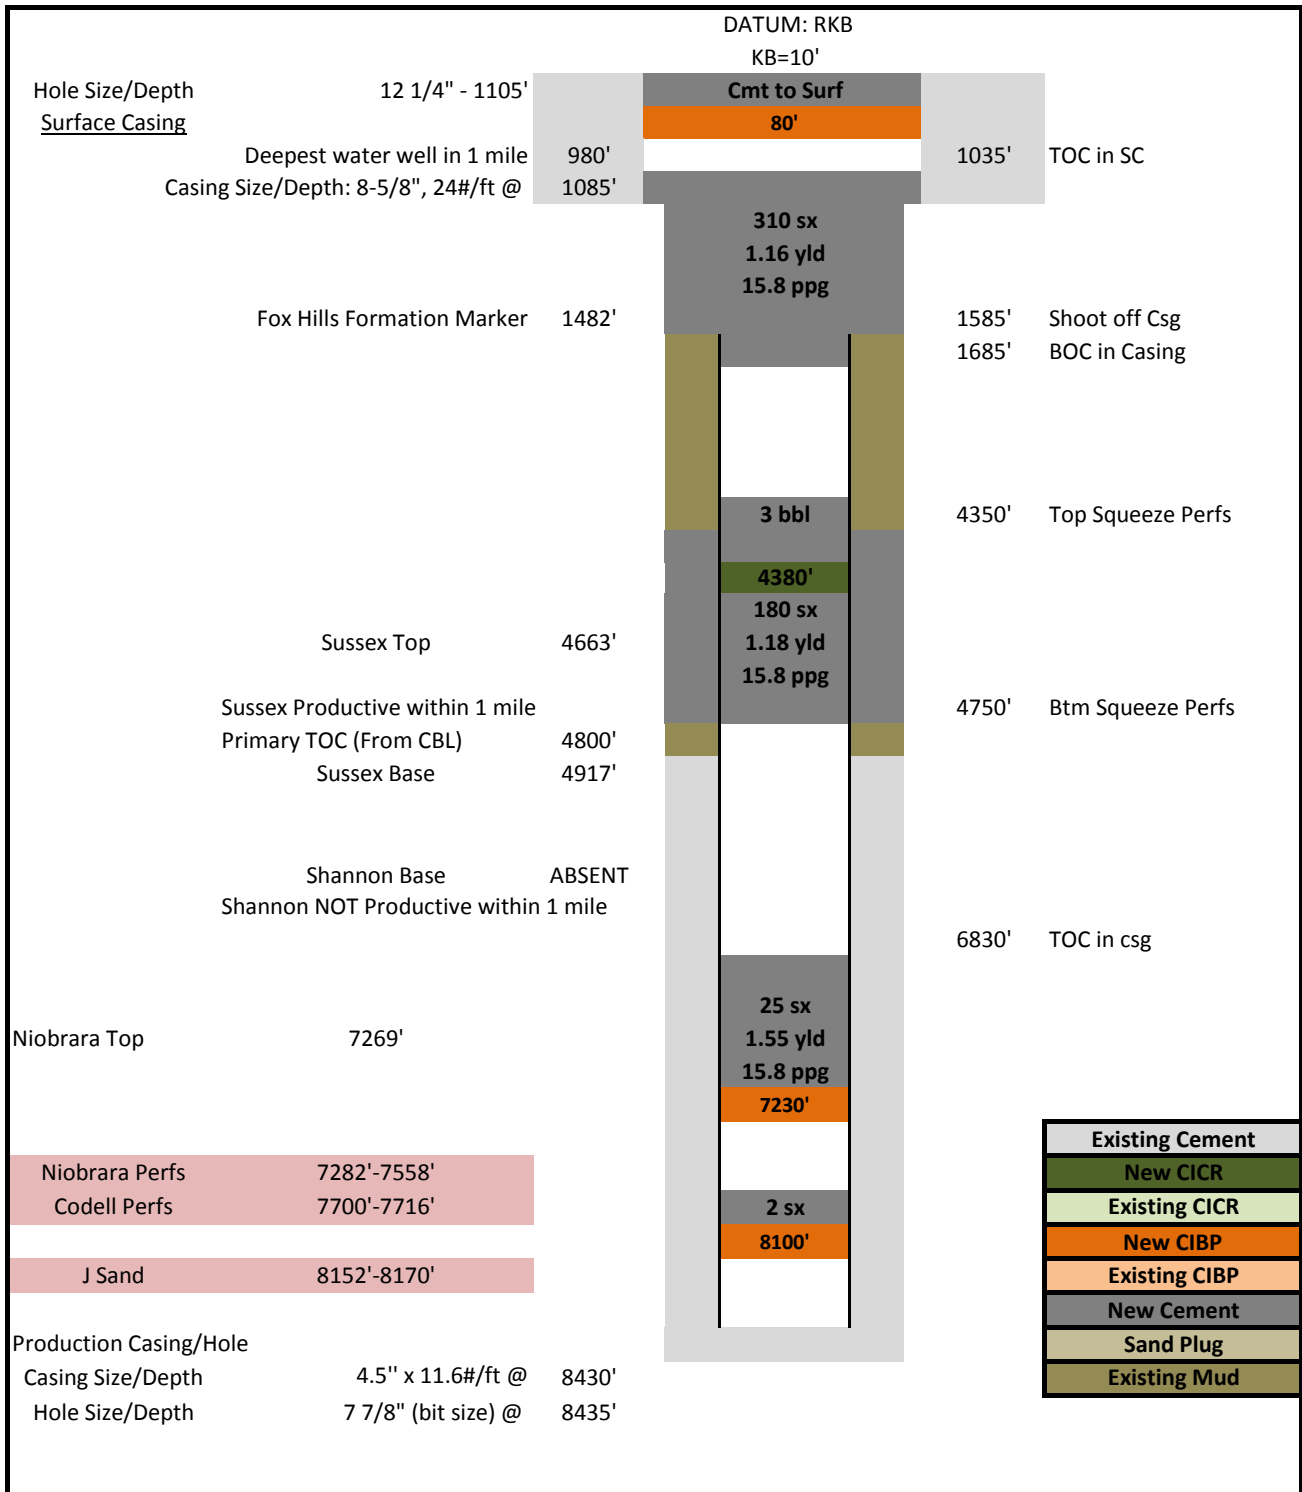 DATUM: RKB
KB=10'
Hole Size/Depth 12 1/4" - 1105' Cmt to Surf
Surface Casing 80'
Deepest water well in 1 mile 980' 1035' TOC in SC
Casing Size/Depth: 8-5/8", 24#/ft @ 1085'
310 sx
1.16 yld
15.8 ppg
Fox Hills Formation Marker 1482' 1585' Shoot off Csg
1685' BOC in Casing
3 bbl 4350' Top Squeeze Perfs
4380'
180 sx
Sussex Top 4663' 1.18 yld
15.8 ppg
Sussex Productive within 1 mile 4750' Btm Squeeze Perfs
Primary TOC (From CBL) 4800'
Sussex Base 4917'
Shannon Base ABSENT
Shannon NOT Productive within 1 mile
6830' TOC in csg
25 sx
Niobrara Top 7269' 1.55 yld
15.8 ppg
7230'
Existing Cement
Niobrara Perfs 7282'-7558' New CICR
Codell Perfs 7700'-7716' 2 sx Existing CICR
8100' New CIBP
J Sand 8152'-8170' Existing CIBP
New Cement
Production Casing/Hole Sand Plug
Casing Size/Depth 4.5'' x 11.6#/ft @ 8430' Existing Mud
Hole Size/Depth 7 7/8" (bit size) @ 8435'